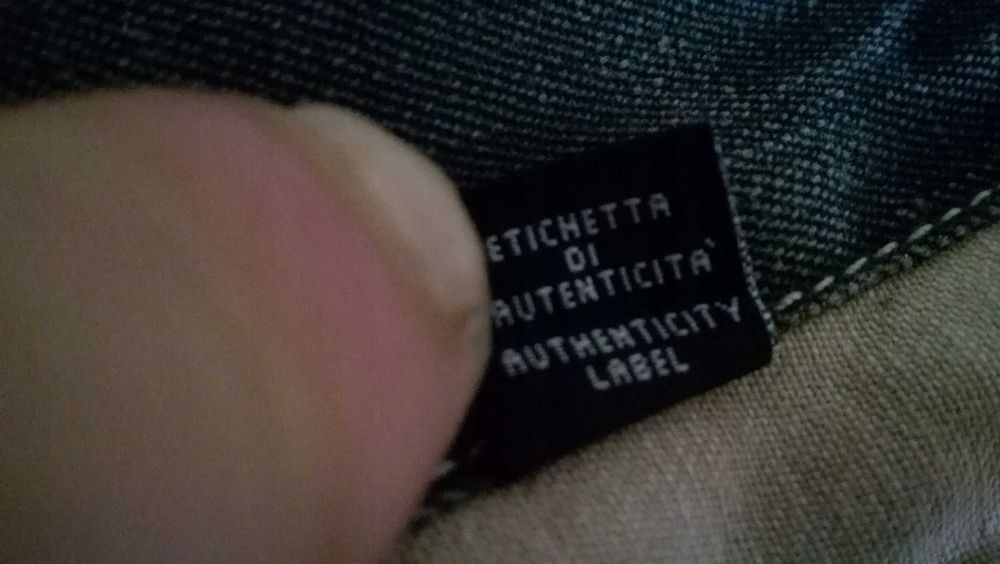 ETICHETTA
DI
AUTENTICITA'
AUTHENTICITY
LABEL